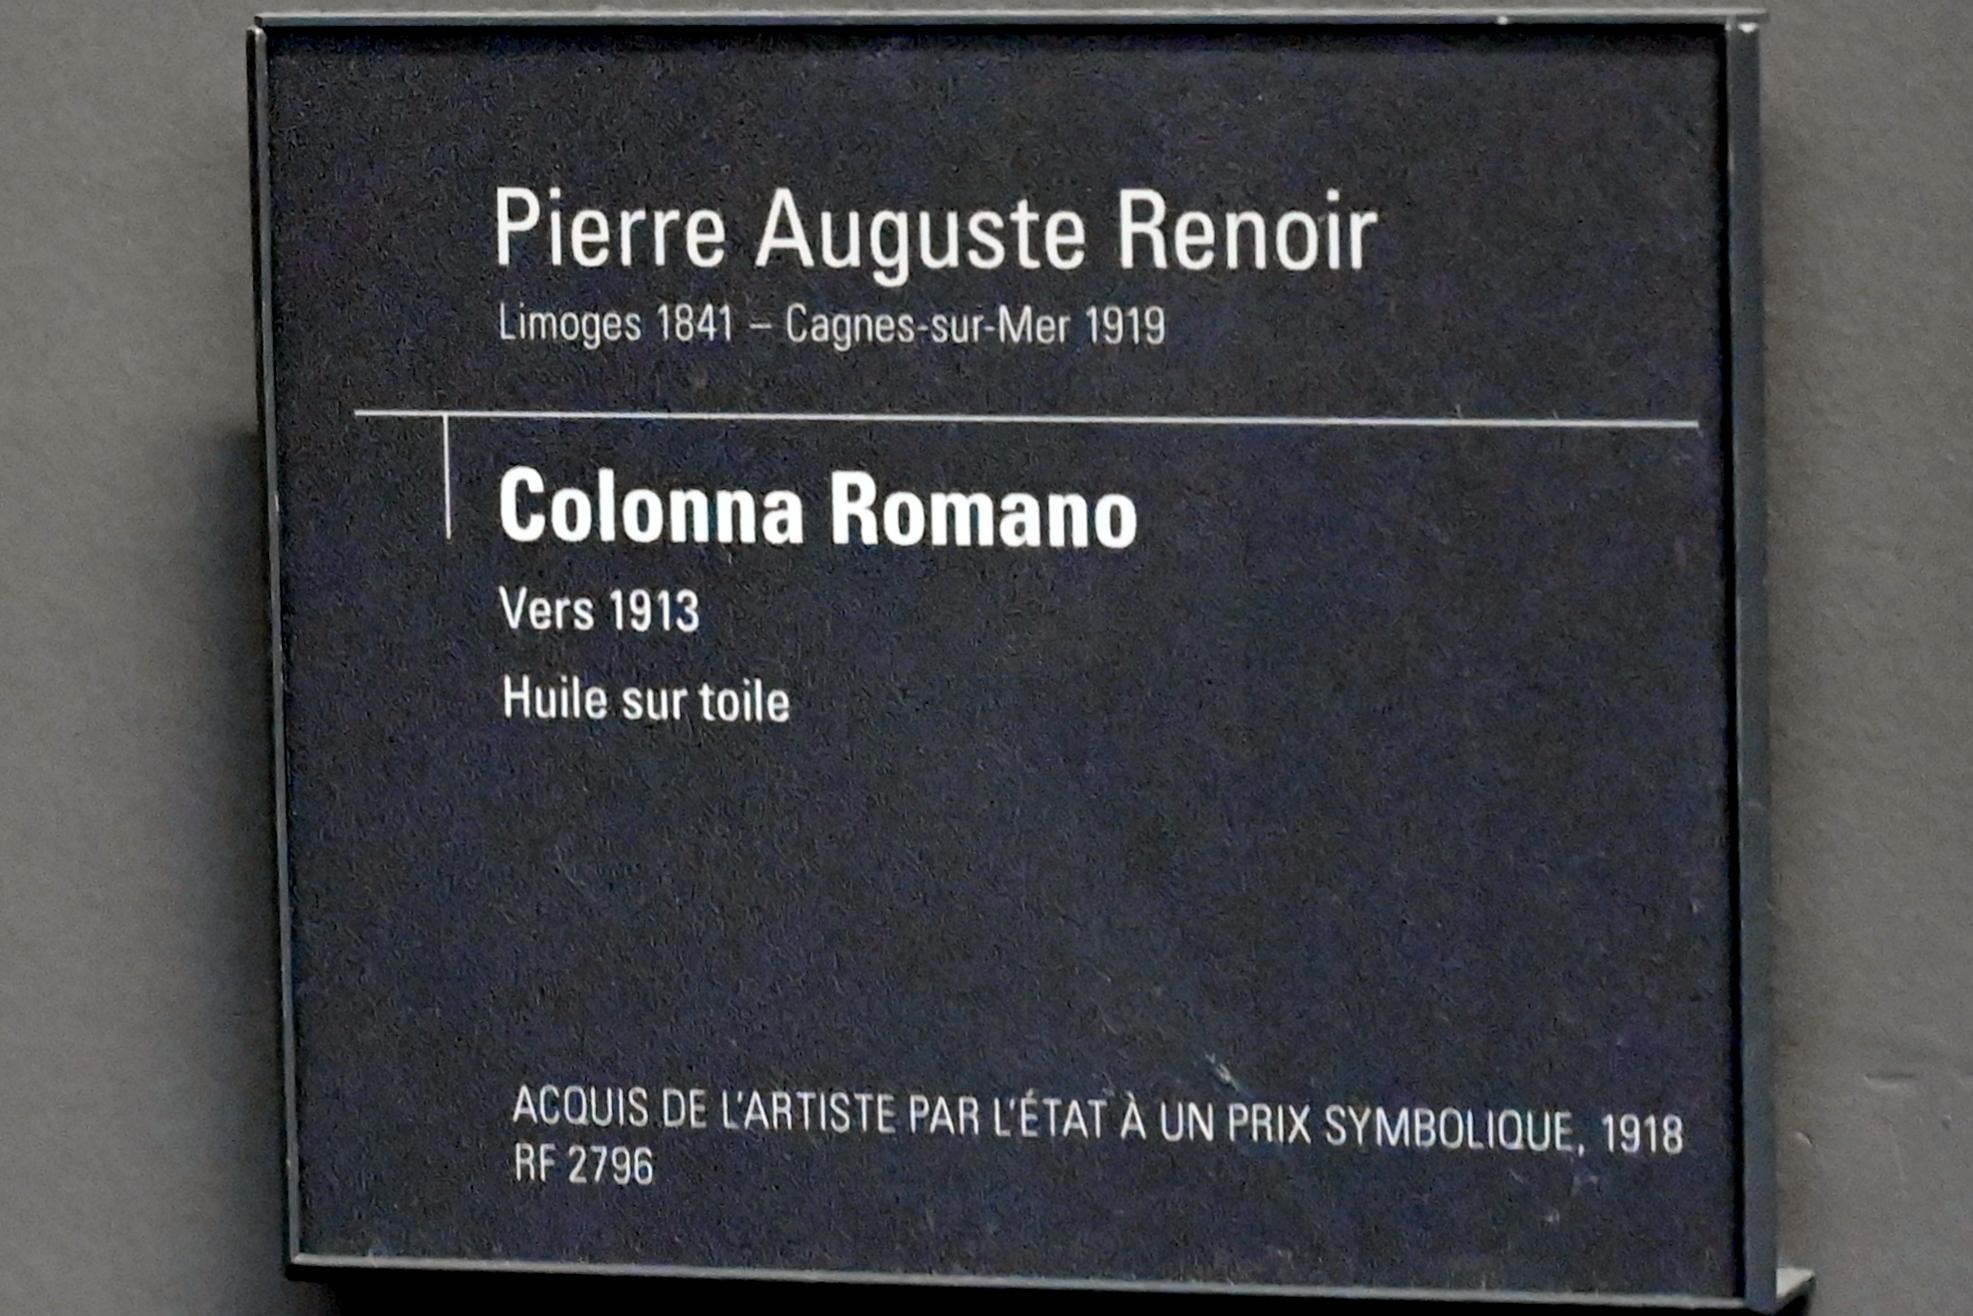 Pierre Auguste Renoir
Limoges 1841 – Cagnes-sur-Mer 1919
Colonna Romano
Vers 1913
Huile sur toile
ACQUIS DE L'ARTISTE PAR L'ÉTAT À UN PRIX SYMBOLIQUE, 1918
RF 2796